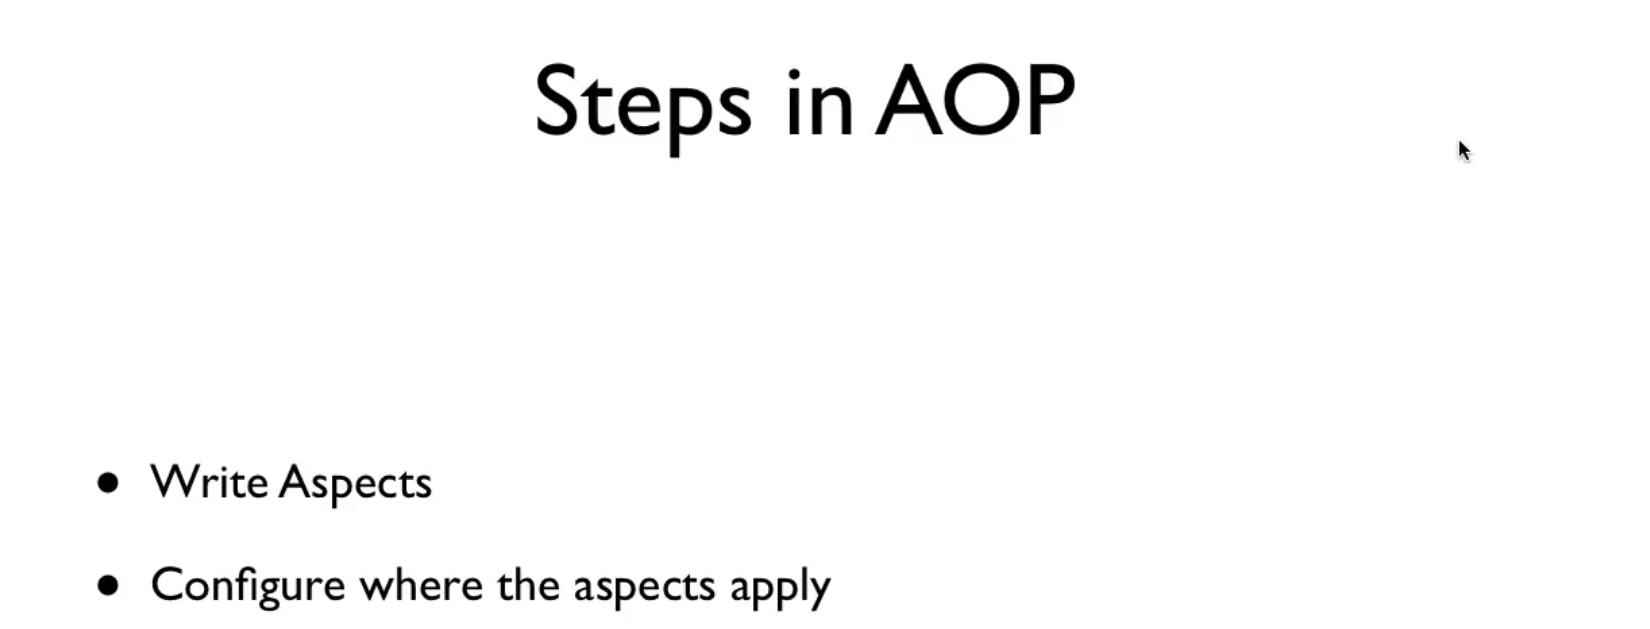 Steps in AOP
● Write Aspects
● Configure where the aspects apply